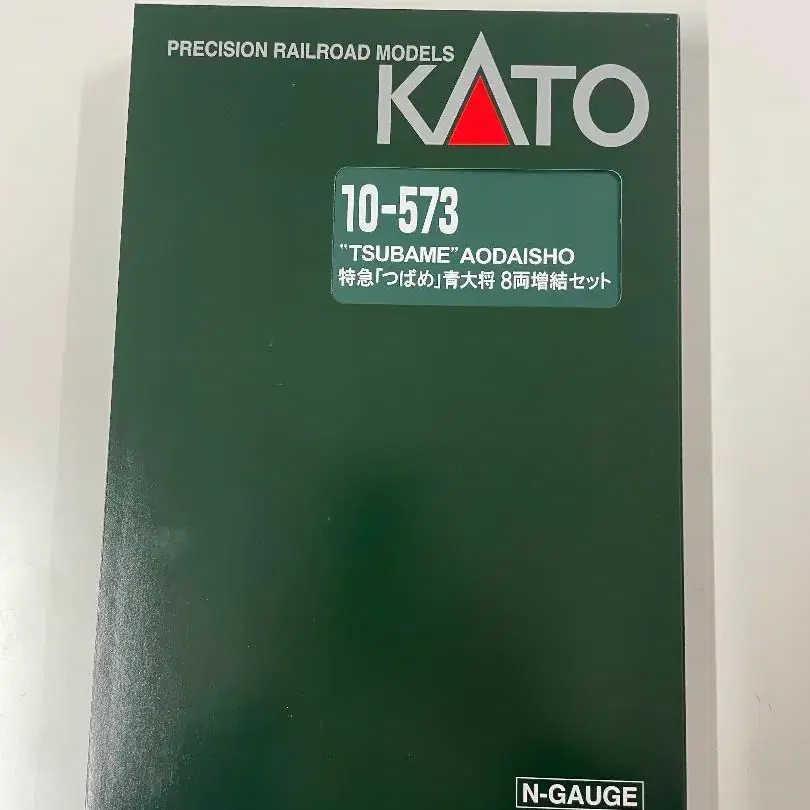 PRECISION RAILROAD MODELS
KATO
10-573
"TSUBAME" AODAISHO
特急「つばめ」青大将 8両増結セット
N-GAUGE